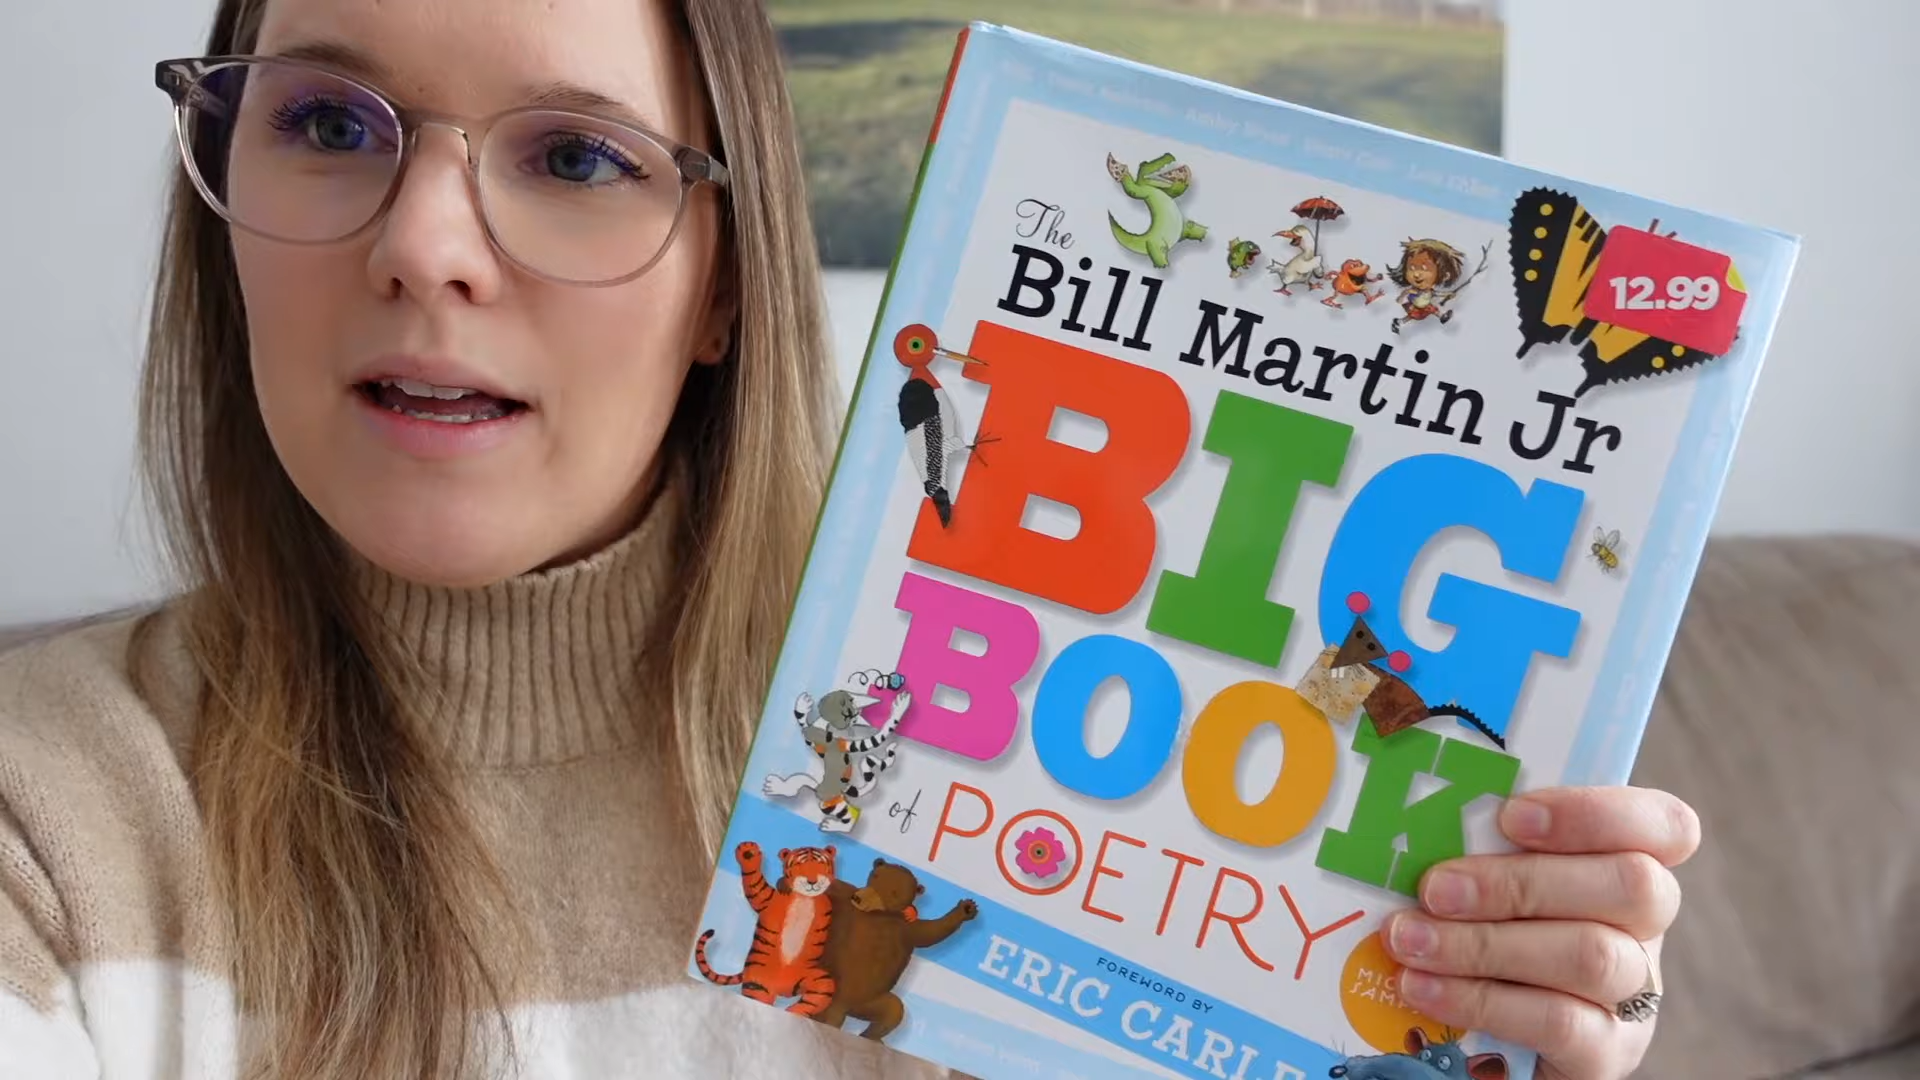 The
Bill Martin Jr
12.99
BIG
BOOK
of POETRY
FOREWORD BY
ERIC CARLE